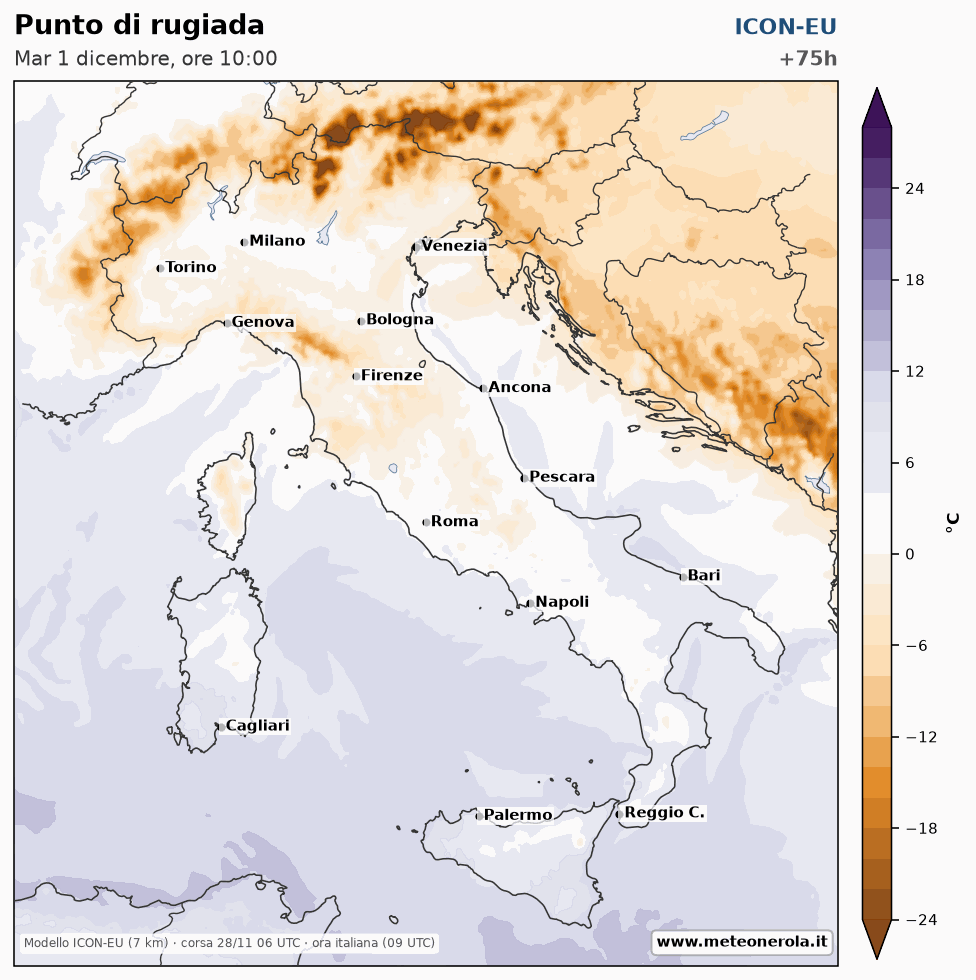 Punto di rugiada
ICON-EU
Mar 1 dicembre, ore 10:00
+75h
24
18
12
6
0
−6
−12
−18
−24
°C
Milano
Venezia
Torino
Genova
Bologna
Firenze
Ancona
Pescara
Roma
Bari
Napoli
Cagliari
Palermo
Reggio C.
Modello ICON-EU (7 km) · corsa 28/11 06 UTC · ora italiana (09 UTC)
www.meteonerola.it